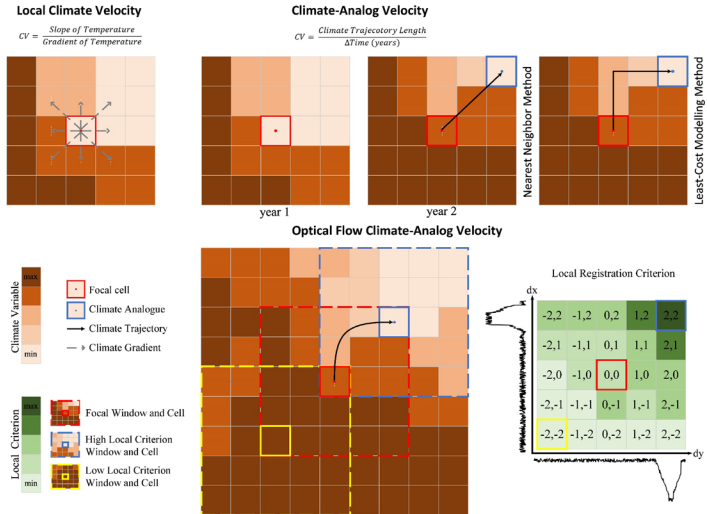 Local Climate Velocity
CV = Slope of Temperature / Gradient of Temperature
Climate-Analog Velocity
CV = Climate Trajecotory Length / ΔTime (years)
Nearest Neighbor Method
Least-Cost Modelling Method
year 1
year 2
Optical Flow Climate-Analog Velocity
Climate Variable
max
min
Focal cell
Climate Analogue
Climate Trajectory
Climate Gradient
Local Criterion
max
min
Focal Window and Cell
High Local Criterion
Window and Cell
Low Local Criterion
Window and Cell
Local Registration Criterion
dx
-2,2 -1,2 0,2 1,2 2,2
-2,1 -1,1 0,1 1,1 2,1
-2,0 -1,0 0,0 1,0 2,0
-2,-1 -1,-1 0,-1 1,-1 2,-1
-2,-2 -1,-2 0,-2 1,-2 2,-2
dy